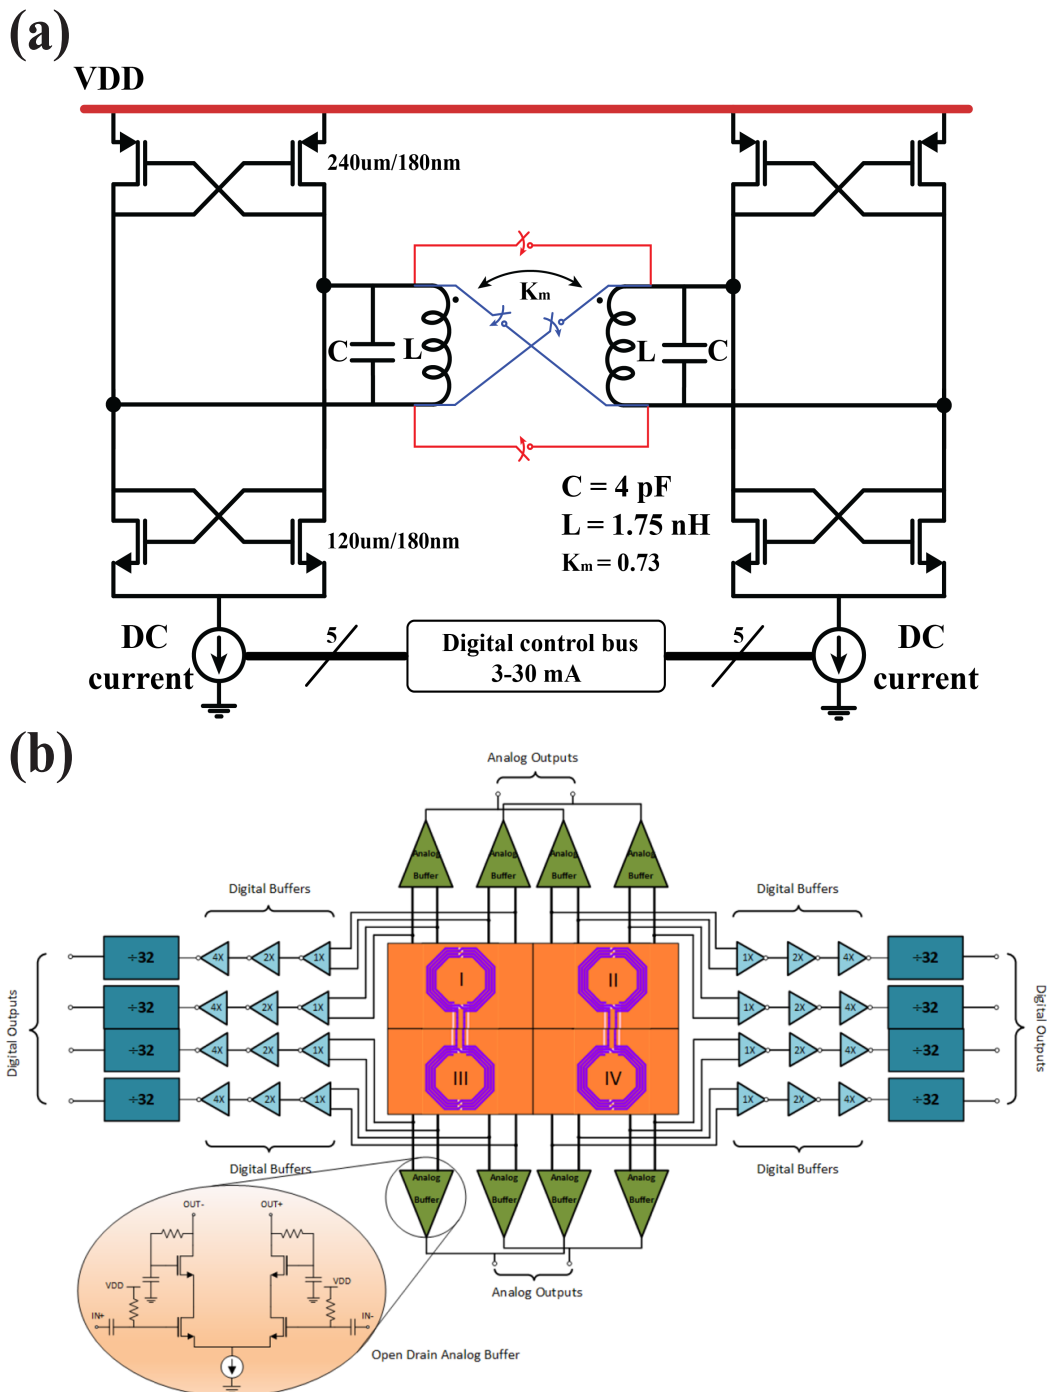 (a)
VDD
240um/180nm
Km
C L
L C
C = 4 pF
L = 1.75 nH
Km = 0.73
120um/180nm
DC
current
5
Digital control bus
3-30 mA
5
DC
current
(b)
Analog Outputs
Analog
Buffer
Analog
Buffer
Analog
Buffer
Analog
Buffer
Digital Buffers
Digital Buffers
÷32 4X 2X 1X I II 1X 2X 4X ÷32
÷32 4X 2X 1X 1X 2X 4X ÷32
Digital Outputs
Digital Outputs
÷32 4X 2X 1X III IV 1X 2X 4X ÷32
÷32 4X 2X 1X 1X 2X 4X ÷32
Digital Buffers
Digital Buffers
Analog
Buffer
Analog
Buffer
Analog
Buffer
Analog
Buffer
Analog Outputs
OUT- OUT+
VDD VDD
IN+ IN-
Open Drain Analog Buffer